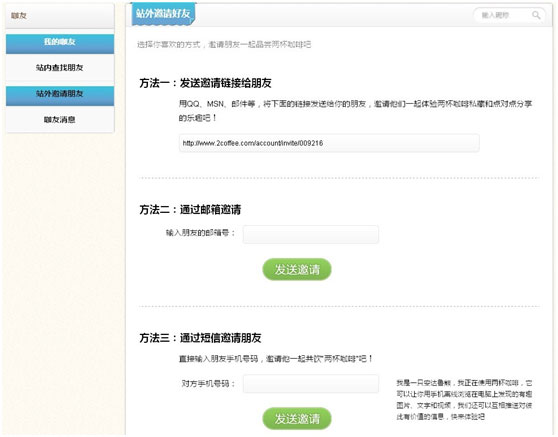 咖友
我的咖友
站内查找朋友
站外邀请朋友
咖友消息
站外邀请好友
输入昵称
选择你喜欢的方式，邀请朋友一起品尝两杯咖啡吧
方法一：发送邀请链接给朋友
用QQ、MSN、邮件等，将下面的链接发送给你的朋友，邀请他们一起体验两杯咖啡私藏和点对点分享
的乐趣吧！
http://www.2coffee.com/account/invite/009216
方法二：通过邮箱邀请
输入朋友的邮箱号：
发送邀请
方法三：通过短信邀请朋友
直接输入朋友手机号码，邀请他一起共饮"两杯咖啡"吧！
对方手机号码：
发送邀请
我是一只安达鲁熊，我正在使用两杯咖啡，它
可以让你用手机离线浏览在电脑上发现的有趣
图片、文字和视频，我们还可以互相推送对彼
此有价值的信息，快来体验吧